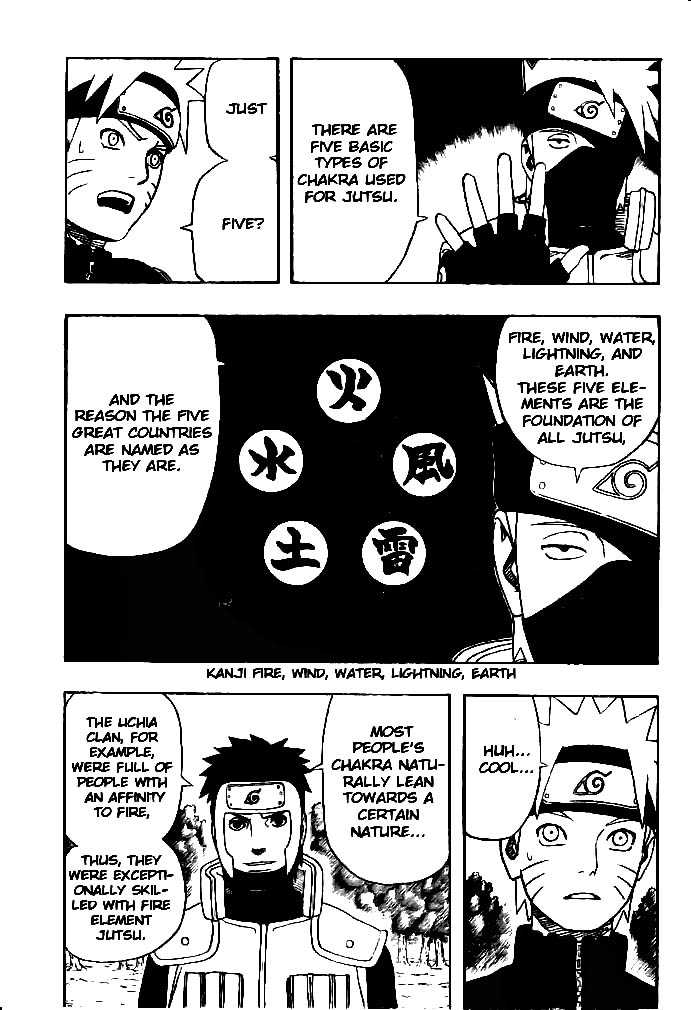 THERE ARE
FIVE BASIC
TYPES OF
CHAKRA USED
FOR JUTSU.
JUST
FIVE?
FIRE, WIND, WATER,
LIGHTNING, AND
EARTH.
THESE FIVE ELE-
MENTS ARE THE
FOUNDATION OF
ALL JUTSU,
火
風
水
雷
土
AND THE
REASON THE FIVE
GREAT COUNTRIES
ARE NAMED AS
THEY ARE.
KANJI FIRE, WIND, WATER, LIGHTNING, EARTH
HUH...
COOL...
MOST
PEOPLE'S
CHAKRA NATU-
RALLY LEAN
TOWARDS A
CERTAIN
NATURE...
THE UCHIA
CLAN, FOR
EXAMPLE,
WERE FULL OF
PEOPLE WITH
AN AFFINITY
TO FIRE,
THUS, THEY
WERE EXCEPTI-
ONALLY SKIL-
LED WITH FIRE
ELEMENT
JUTSU.